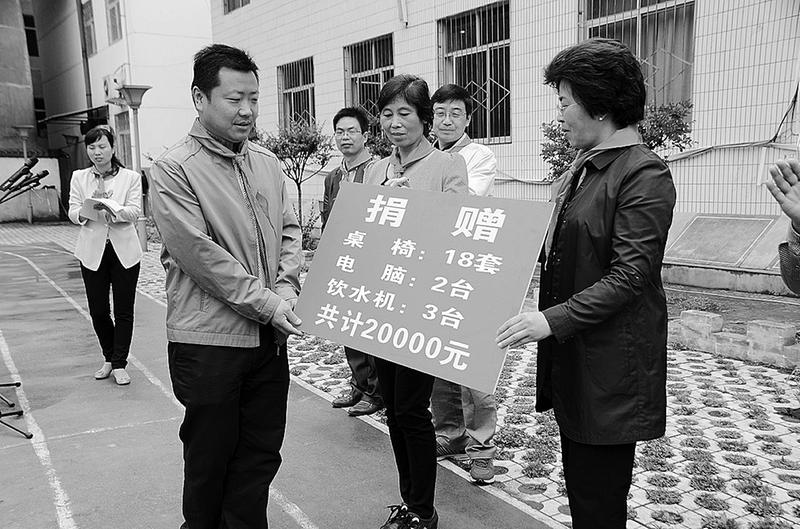 捐 赠
桌 椅：18套
电 脑：2台
饮水机：3台
共计20000元